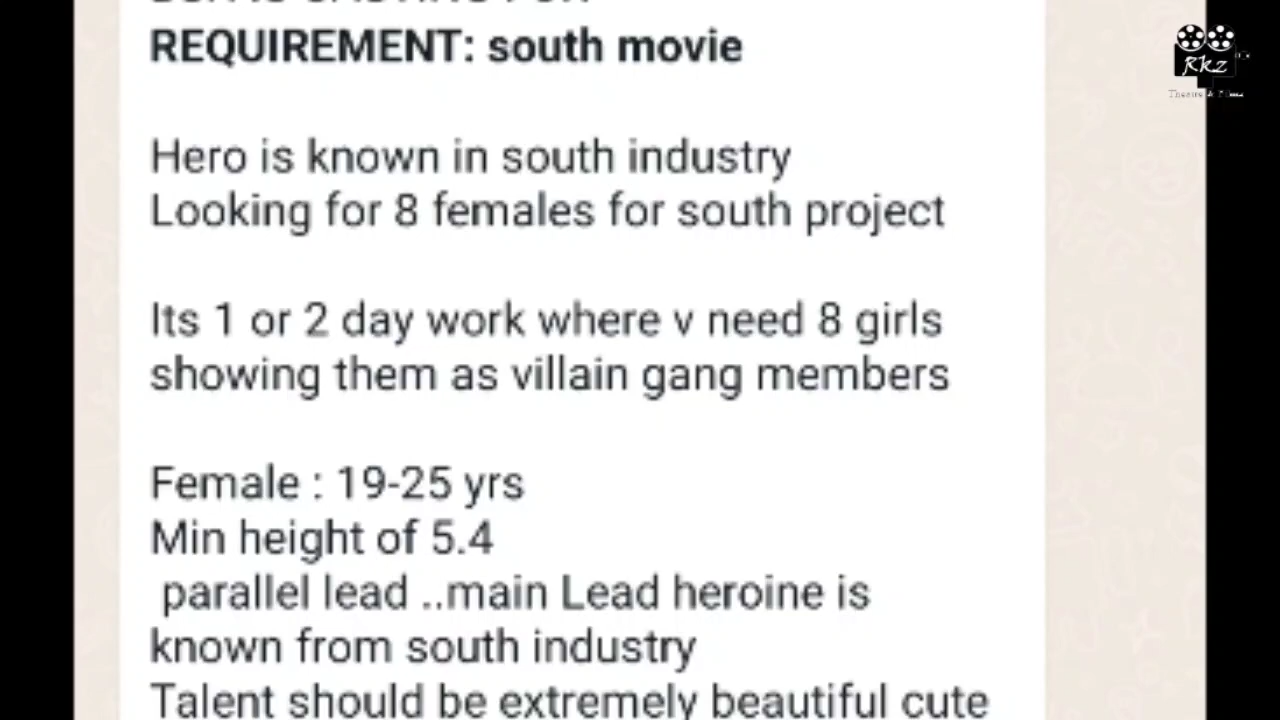 REQUIREMENT: south movie
Hero is known in south industry
Looking for 8 females for south project
Its 1 or 2 day work where v need 8 girls
showing them as villain gang members
Female : 19-25 yrs
Min height of 5.4
parallel lead ..main Lead heroine is
known from south industry
Talent should be extremely beautiful cute
Rkz